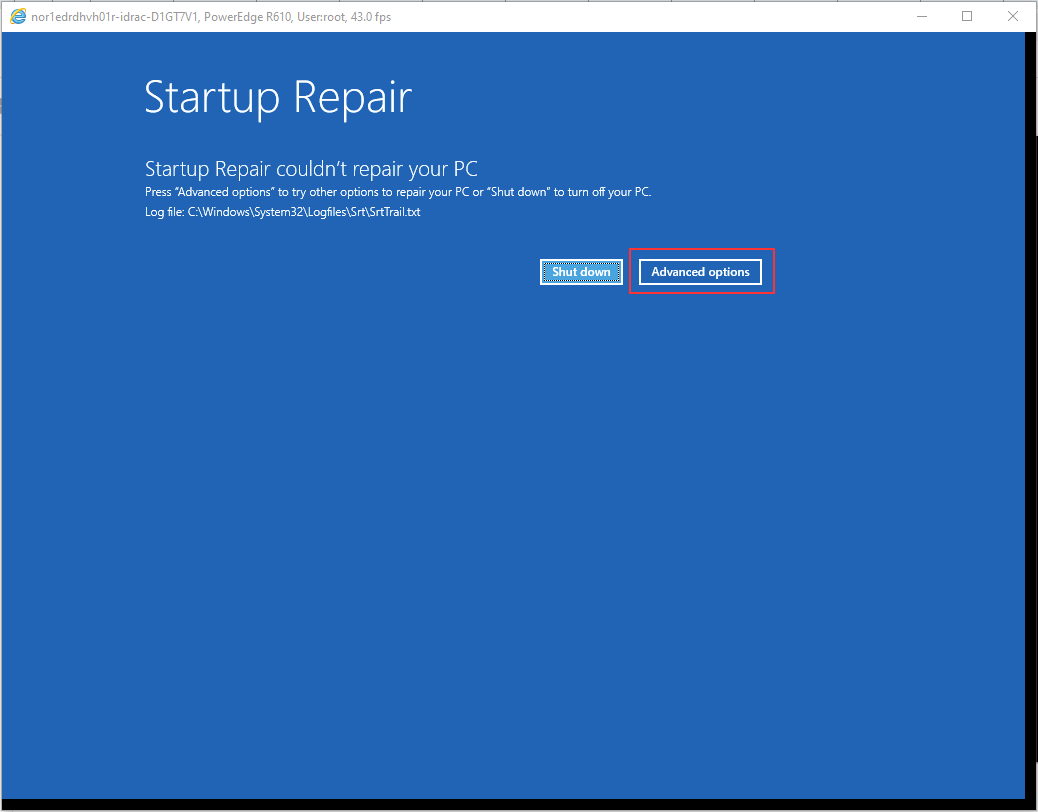 nor1edrdhvh01r-idrac-D1GT7V1, PowerEdge R610, User:root, 43.0 fps
Startup Repair
Startup Repair couldn't repair your PC
Press “Advanced options” to try other options to repair your PC or “Shut down” to turn off your PC.
Log file: C:\Windows\System32\Logfiles\Srt\SrtTrail.txt
Shut down Advanced options